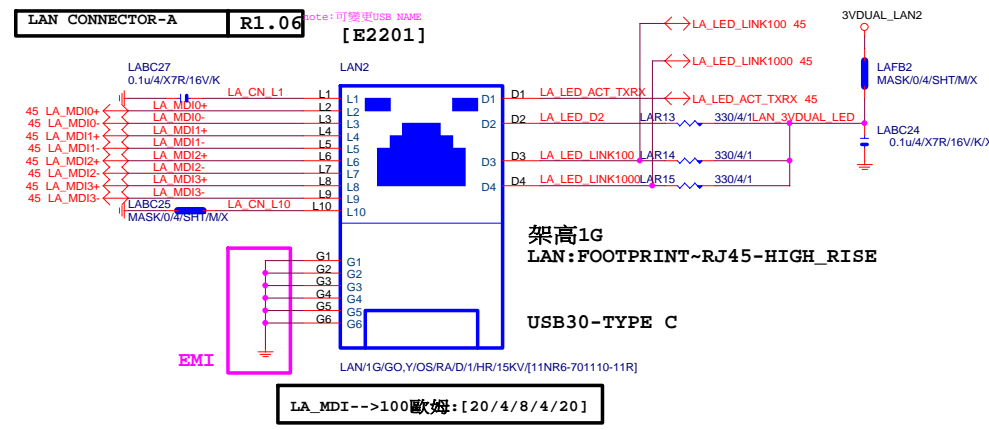 LAN CONNECTOR-A
R1.06
note:可變更USB NAME
[E2201]
LABC27
0.1u/4/X7R/16V/K
LAN2
LA_CN_L1
L1
L1
45 LA_MDI0+
LA_MDI0+
L2
L2
45 LA_MDI0-
LA_MDI0-
L3
L3
45 LA_MDI1+
LA_MDI1+
L4
L4
45 LA_MDI1-
LA_MDI1-
L5
L5
45 LA_MDI2+
LA_MDI2+
L6
L6
45 LA_MDI2-
LA_MDI2-
L7
L7
45 LA_MDI3+
LA_MDI3+
L8
L8
45 LA_MDI3-
LA_MDI3-
L9
L9
LABC25
MASK/0/4/SHT/M/X
LA_CN_L10
L10
L10
G1
G1
G2
G2
G3
G3
G4
G4
G5
G5
G6
G6
EMI
LA_LED_LINK100 45
LA_LED_LINK1000 45
D1
D1
LA_LED_ACT_TXRX
LA_LED_ACT_TXRX 45
D2
D2
LA_LED_D2
LAR13
330/4/1
LAN_3VDUAL_LED
D3
D3
LA_LED_LINK100
LAR14
330/4/1
D4
D4
LA_LED_LINK1000
LAR15
330/4/1
3VDUAL_LAN2
LAFB2
MASK/0/4/SHT/M/X
LABC24
0.1u/4/X7R/16V/K/X
架高1G
LAN:FOOTPRINT~RJ45-HIGH_RISE
USB30-TYPE C
LAN/1G/GO,Y/OS/RA/D/1/HR/15KV/[11NR6-701110-11R]
LA_MDI-->100歐姆:[20/4/8/4/20]